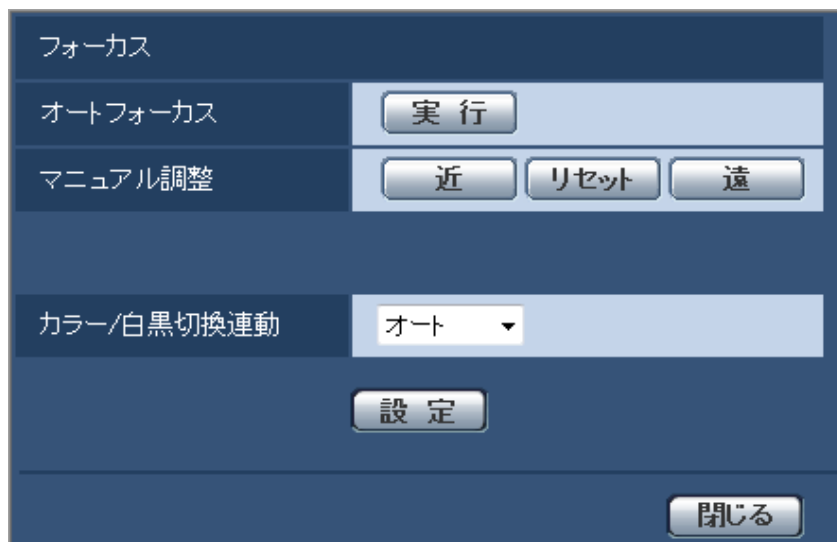 フォーカス
オートフォーカス 実 行
マニュアル調整 近 リセット 遠
カラー/白黒切換連動 オート
設 定
閉じる